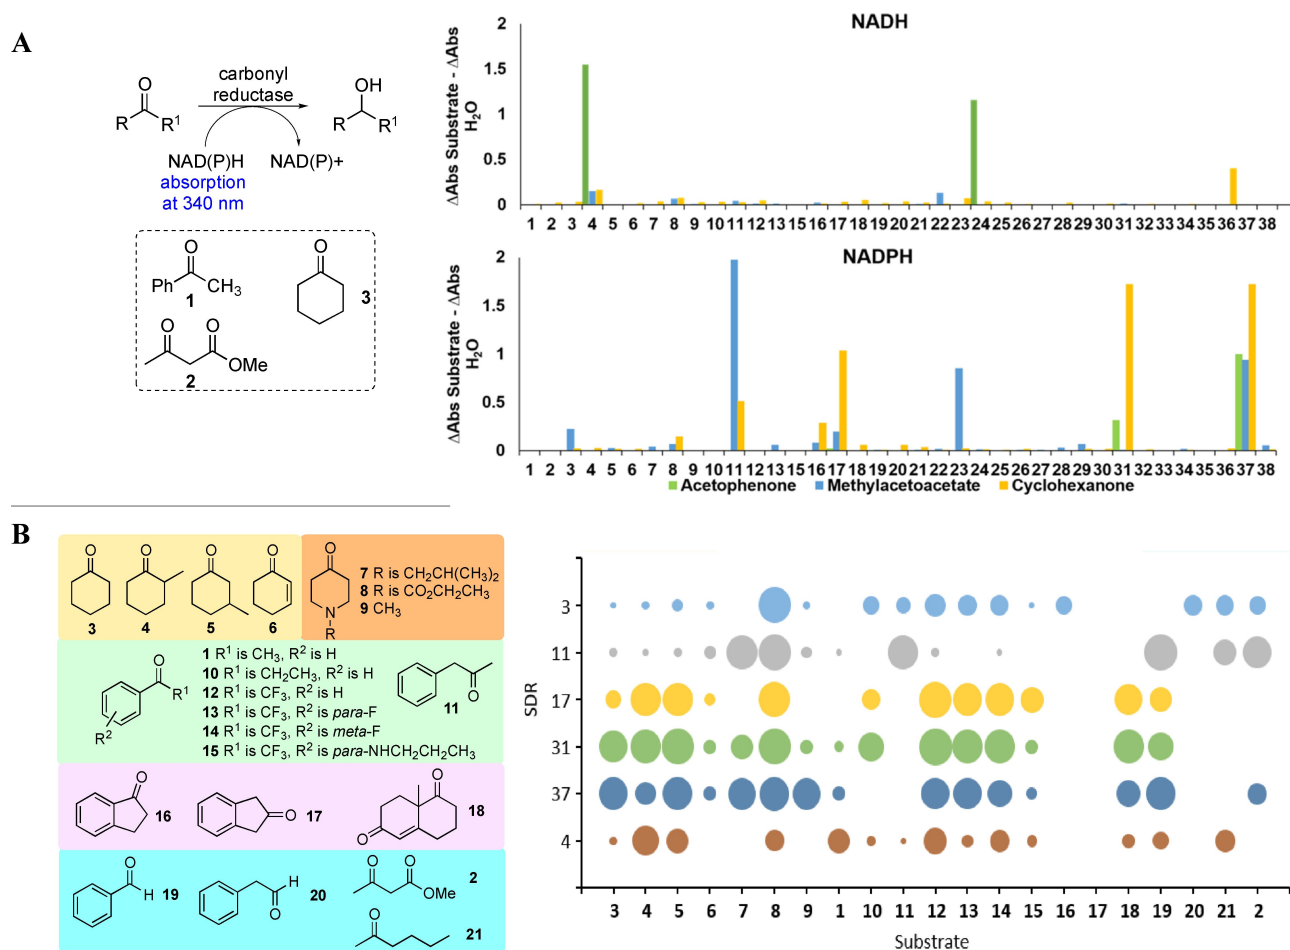 A
O
R
R1
carbonyl
reductase
OH
R
R1
NAD(P)H
NAD(P)+
absorption
at 340 nm
O
Ph
CH3
1
O
3
O
O
OMe
2
NADH
ΔAbs Substrate - ΔAbs
H2O
2
1.5
1
0.5
0
1 2 3 4 5 6 7 8 9 10 11 12 13 14 15 16 17 18 19 20 21 22 23 24 25 26 27 28 29 30 31 32 33 34 35 36 37 38
NADPH
ΔAbs Substrate - ΔAbs
H2O
2
1.5
1
0.5
0
1 2 3 4 5 6 7 8 9 10 11 12 13 14 15 16 17 18 19 20 21 22 23 24 25 26 27 28 29 30 31 32 33 34 35 36 37 38
Acetophenone Methylacetoacetate Cyclohexanone
B
O
3
O
4
O
5
O
6
O
N
R
7 R is CH2CH(CH3)2
8 R is CO2CH2CH3
9 CH3
O
R1
R2
1 R1 is CH3, R2 is H
10 R1 is CH2CH3, R2 is H
12 R1 is CF3, R2 is H
13 R1 is CF3, R2 is para-F
14 R1 is CF3, R2 is meta-F
15 R1 is CF3, R2 is para-NHCH2CH2CH3
O
11
O
16
O
17
O
O
18
O
H
19
H
O
20
O
O
OMe
2
O
21
SDR
3
11
17
31
37
4
3 4 5 6 7 8 9 1 10 11 12 13 14 15 16 17 18 19 20 21 2
Substrate